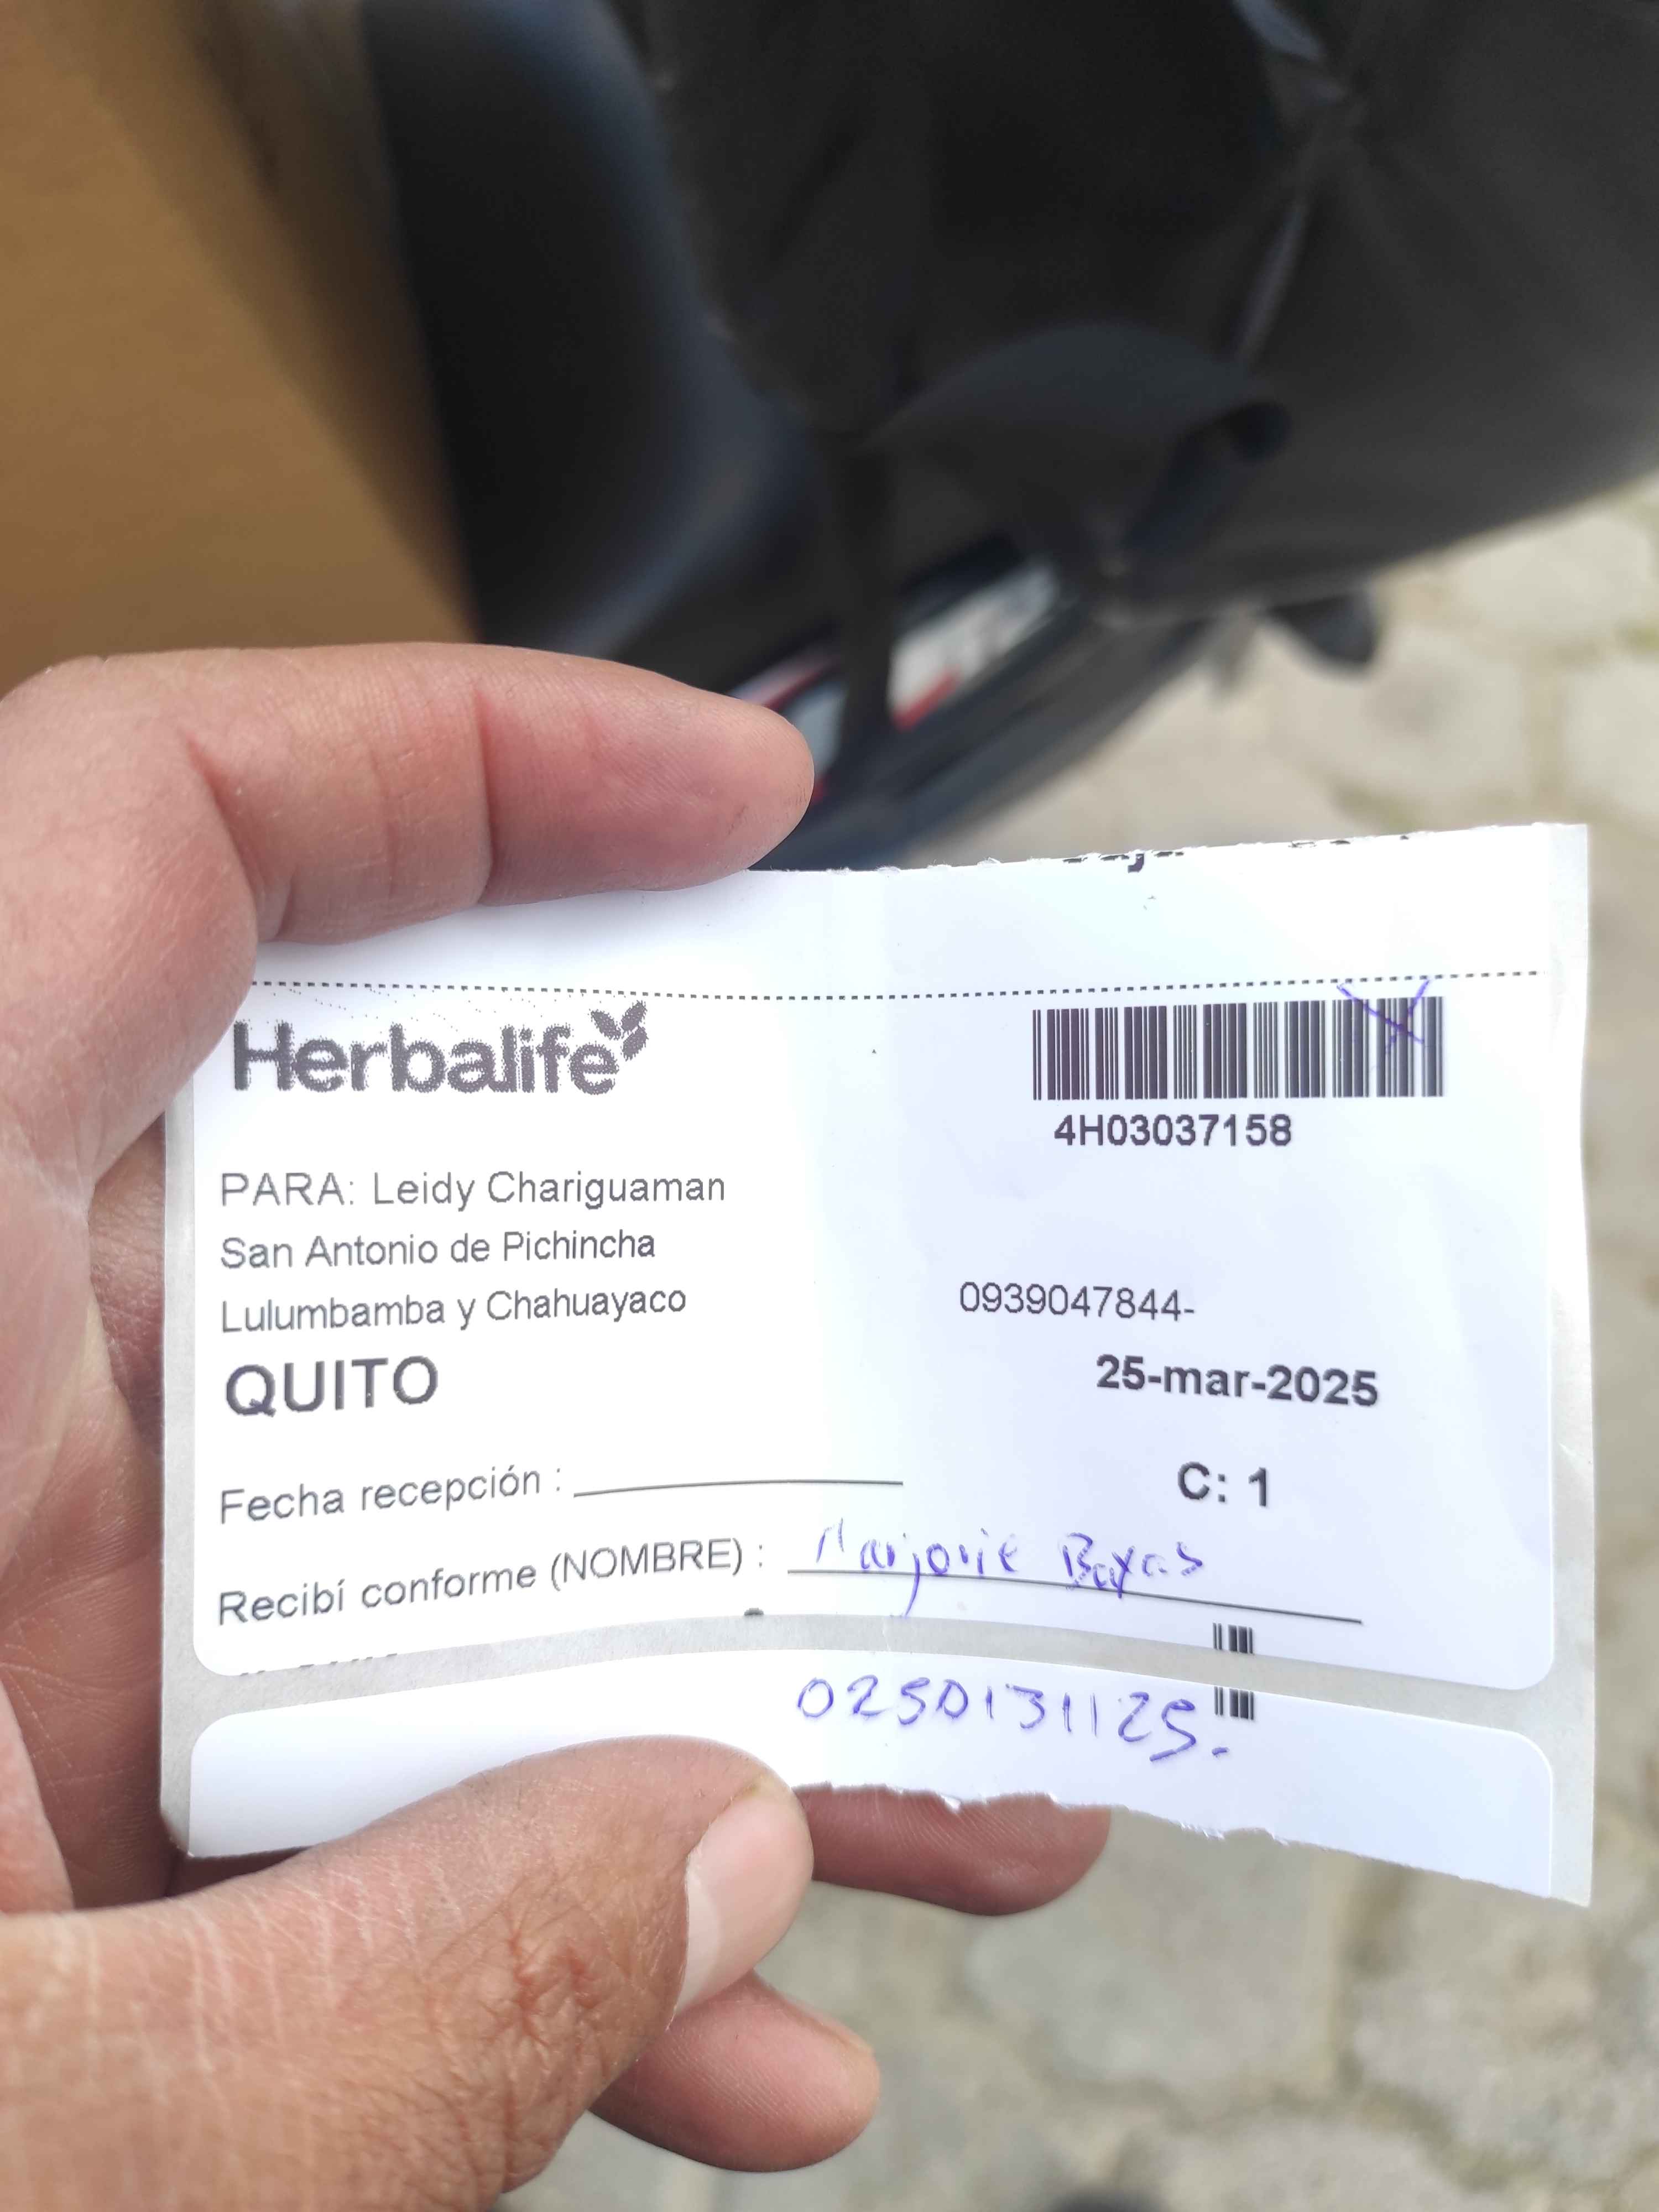 Herbalife
4H03037158
PARA: Leidy Chariguaman
San Antonio de Pichincha
Lulumbamba y Chahuayaco
0939047844-
QUITO
25-mar-2025
Fecha recepción :
C: 1
Recibí conforme (NOMBRE) : Marjorie
0250131125.